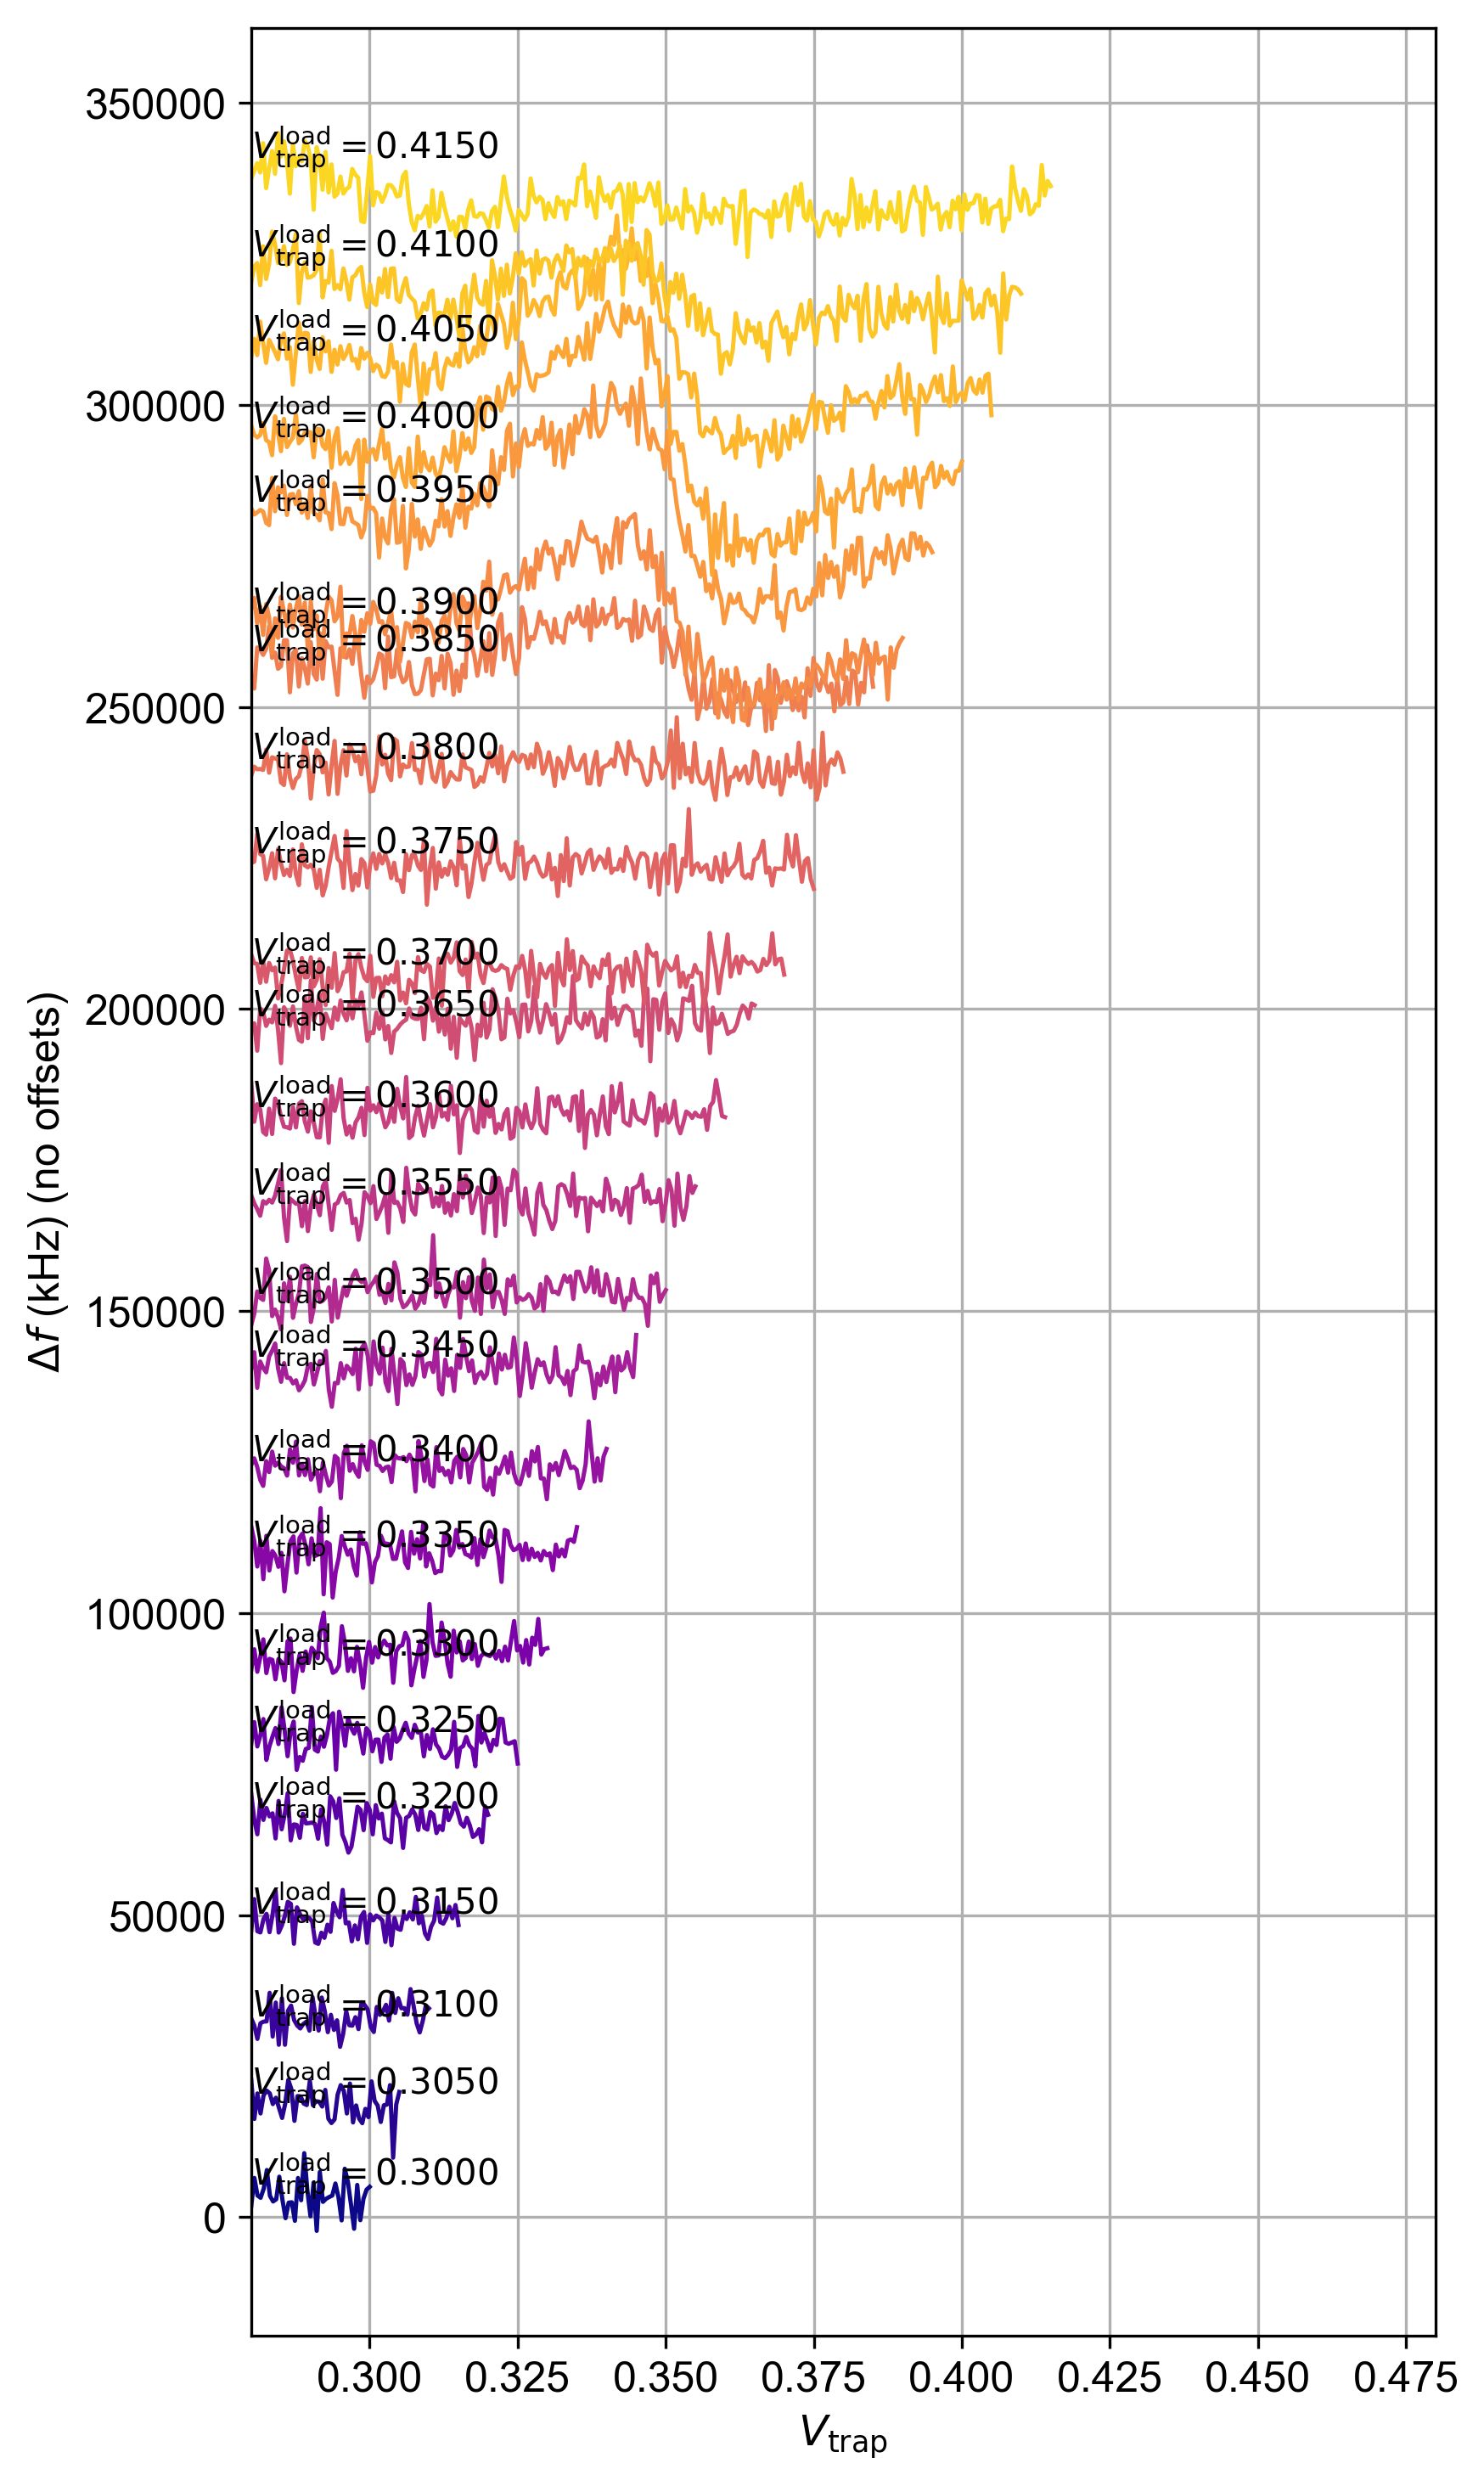 350000
V_trap^load = 0.4150
V_trap^load = 0.4100
V_trap^load = 0.4050
300000
V_trap^load = 0.4000
V_trap^load = 0.3950
V_trap^load = 0.3900
V_trap^load = 0.3850
250000
V_trap^load = 0.3800
V_trap^load = 0.3750
V_trap^load = 0.3700
200000
V_trap^load = 0.3650
V_trap^load = 0.3600
V_trap^load = 0.3550
150000
V_trap^load = 0.3500
V_trap^load = 0.3450
V_trap^load = 0.3400
V_trap^load = 0.3350
100000
V_trap^load = 0.3300
V_trap^load = 0.3250
V_trap^load = 0.3200
50000
V_trap^load = 0.3150
V_trap^load = 0.3100
V_trap^load = 0.3050
V_trap^load = 0.3000
0
Δf (kHz) (no offsets)
0.300 0.325 0.350 0.375 0.400 0.425 0.450 0.475
V_trap